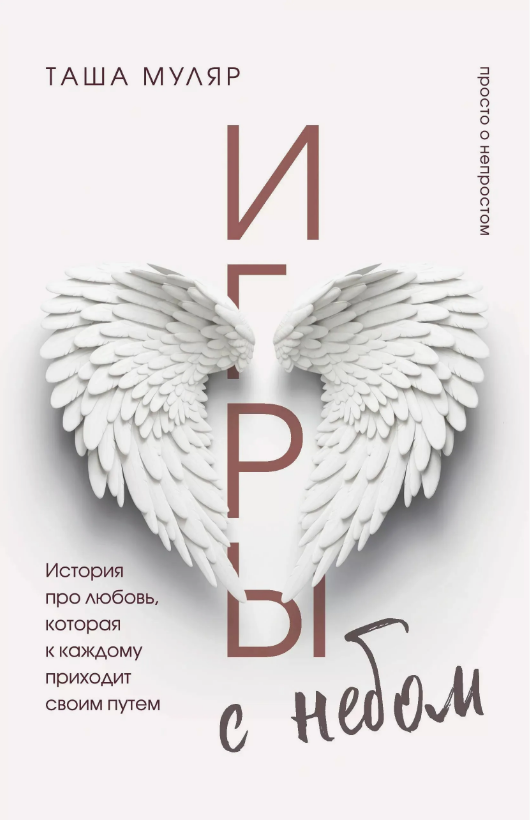 ТАША МУЛЯР
просто о непростом
ИГРЫ
с небом
История
про любовь,
которая
к каждому
приходит
своим путем